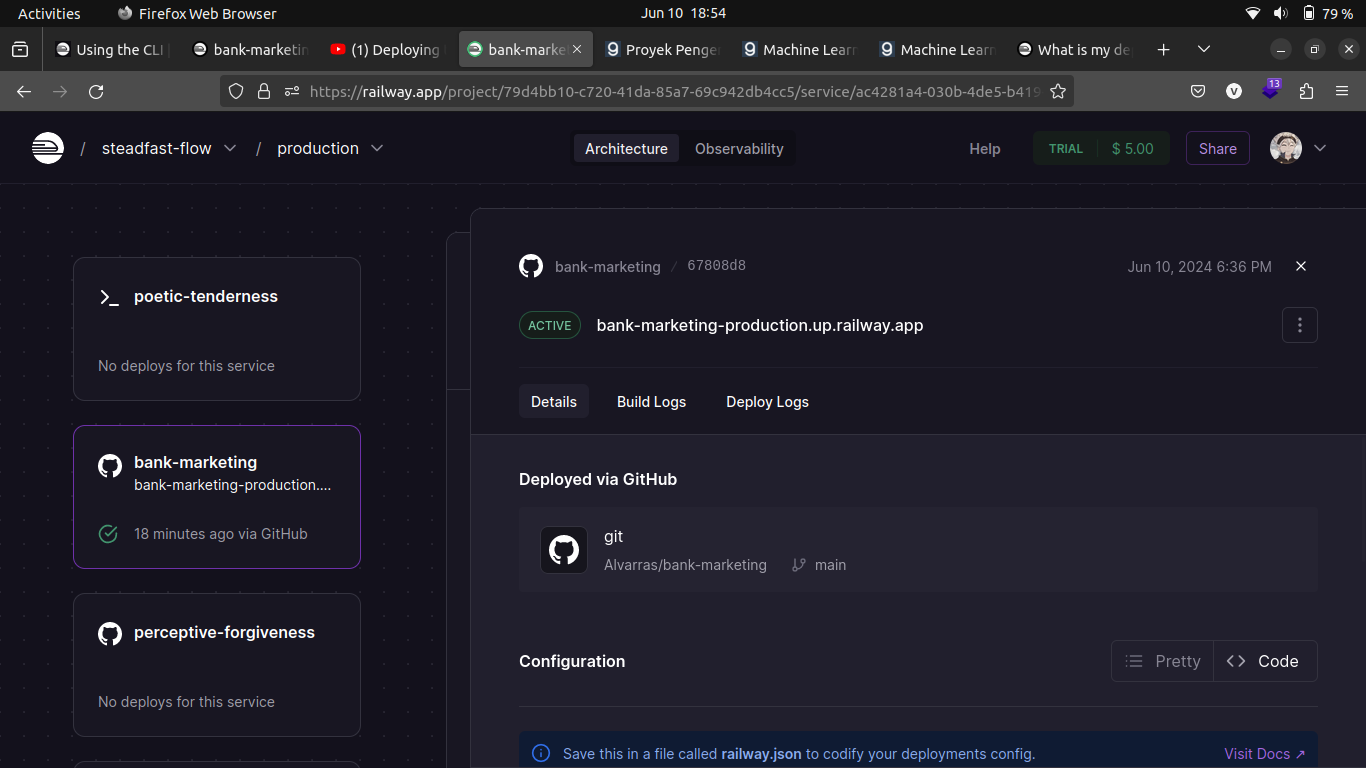 Activities Firefox Web Browser Jun 10 18:54 79 %
Using the CLI bank-marketin (1) Deploying bank-marke Proyek Penge Machine Learn Machine Learn What is my de
https://railway.app/project/79d4bb10-c720-41da-85a7-69c942db4cc5/service/ac4281a4-030b-4de5-b419 V 13
/ steadfast-flow / production Architecture Observability Help TRIAL $ 5.00 Share
bank-marketing / 67808d8 Jun 10, 2024 6:36 PM
poetic-tenderness
No deploys for this service
ACTIVE bank-marketing-production.up.railway.app
Details Build Logs Deploy Logs
bank-marketing
bank-marketing-production....
18 minutes ago via GitHub
Deployed via GitHub
git
Alvarras/bank-marketing main
perceptive-forgiveness
No deploys for this service
Configuration Pretty Code
Save this in a file called railway.json to codify your deployments config. Visit Docs ↗